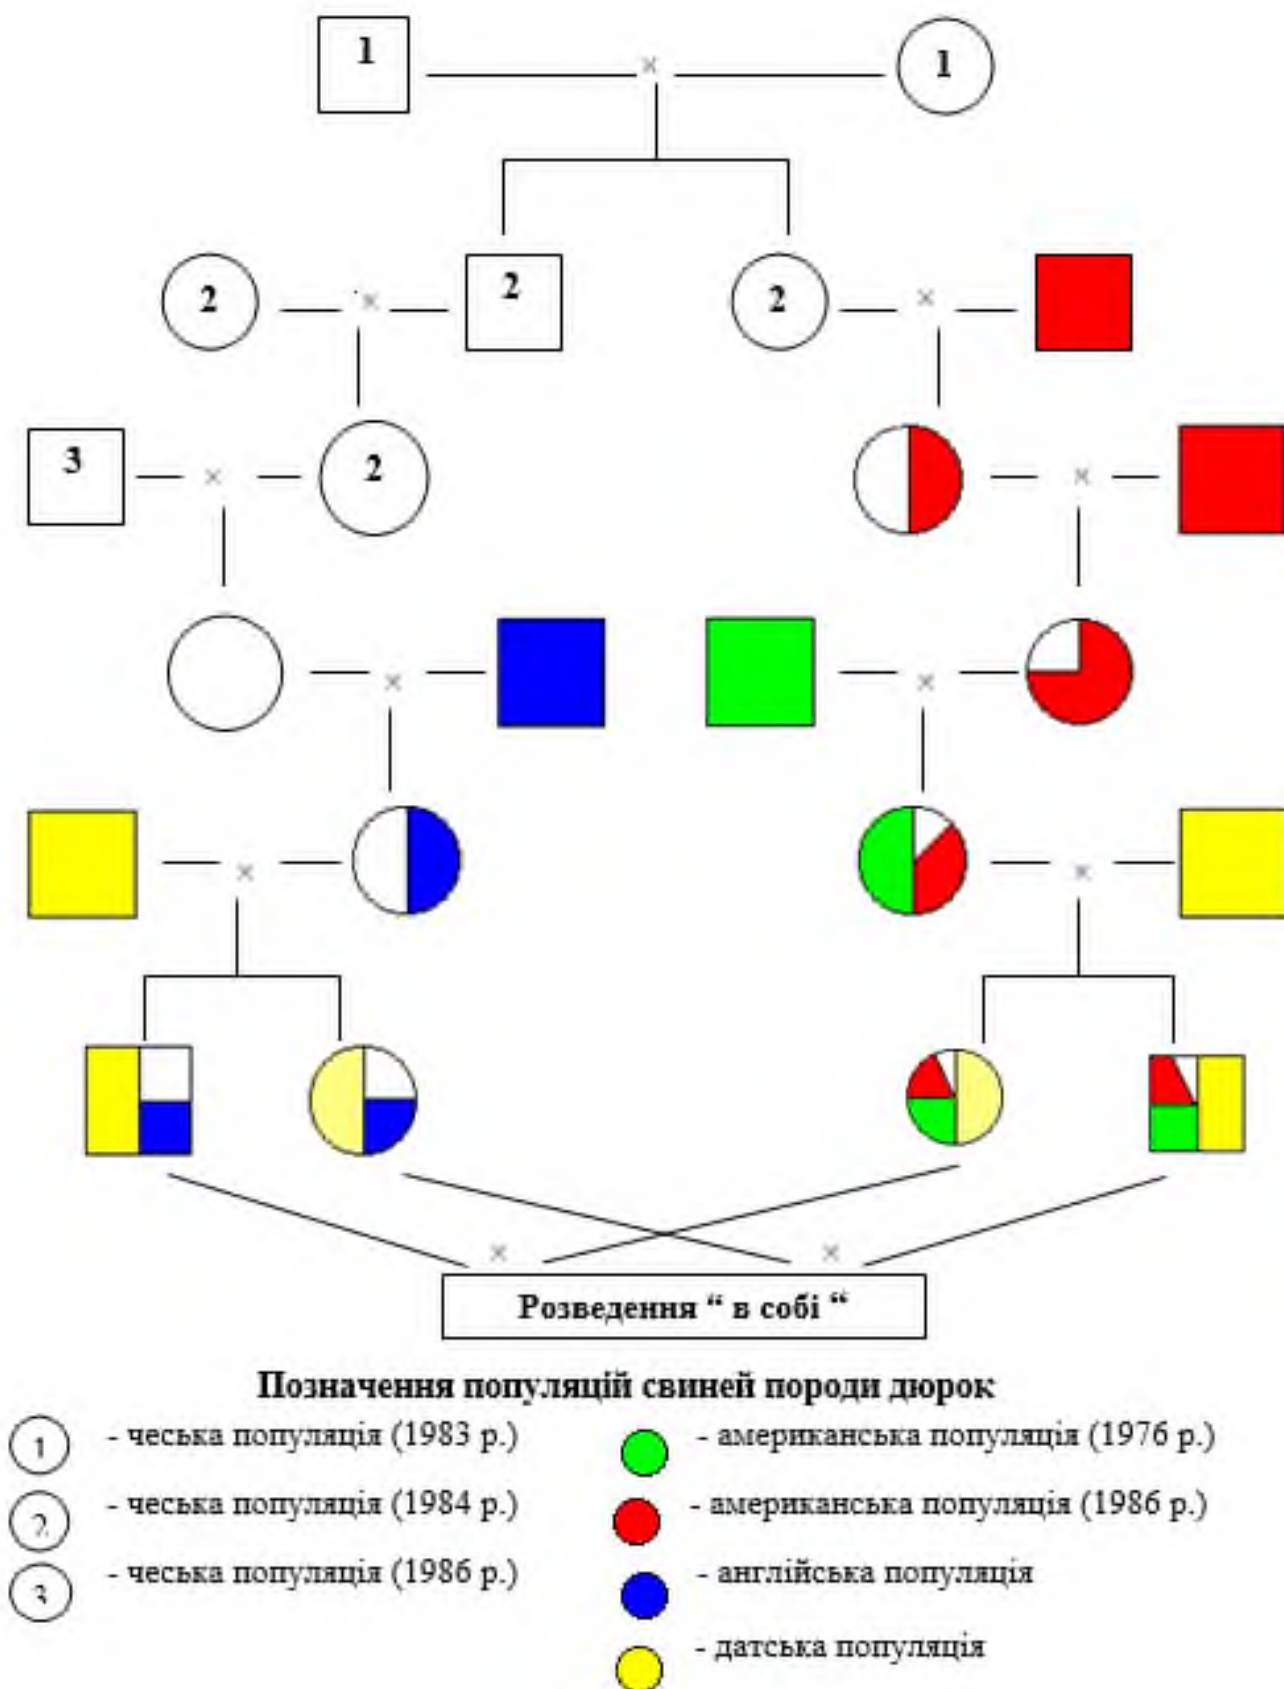 1 × 1
2 × 2 2 ×
3 × 2 ×
× ×
× ×
× ×
Розведення “ в собі “
Позначення популяцій свиней породи дюрок
1 - чеська популяція (1983 р.)
- американська популяція (1976 р.)
2 - чеська популяція (1984 р.)
- американська популяція (1986 р.)
3 - чеська популяція (1986 р.)
- англійська популяція
- датська популяція